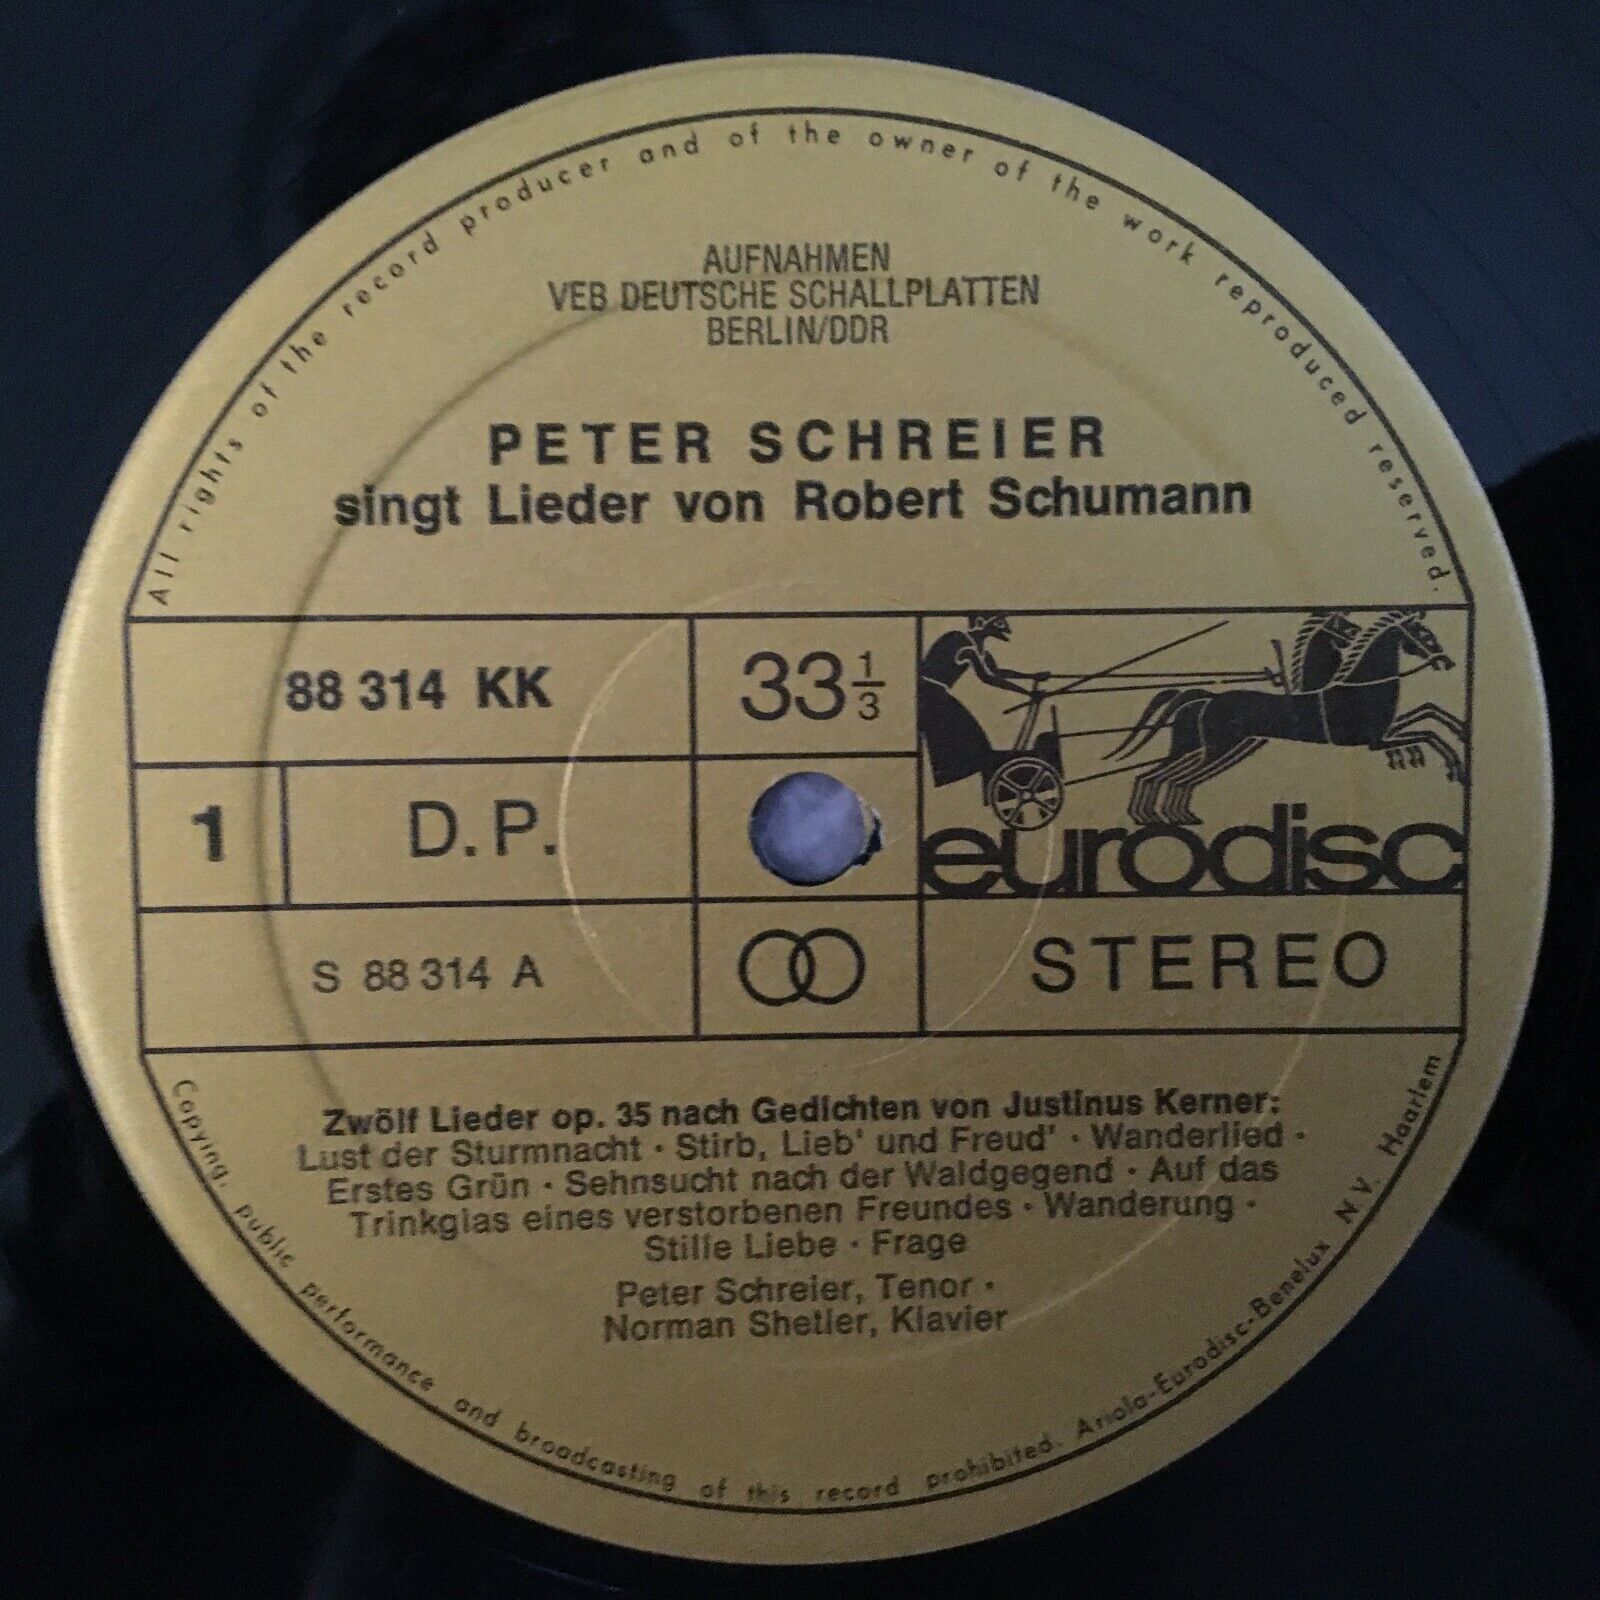 All rights of the record producer and of the owner of the work reproduced reserved.
AUFNAHMEN
VEB DEUTSCHE SCHALLPLATTEN
BERLIN/DDR
PETER SCHREIER
singt Lieder von Robert Schumann
88 314 KK
33 1/3
1
D.P.
eurodisc
S 88 314 A
STEREO
Zwölf Lieder op. 35 nach Gedichten von Justinus Kerner:
Lust der Sturmnacht · Stirb, Lieb' und Freud' · Wanderlied ·
Erstes Grün · Sehnsucht nach der Waldgegend · Auf das
Trinkglas eines verstorbenen Freundes · Wanderung ·
Stille Liebe · Frage
Peter Schreier, Tenor ·
Norman Shetler, Klavier
Copying, public performance and broadcasting of this record prohibited. Ariola-Eurodisc-Benelux N.V. Haarlem